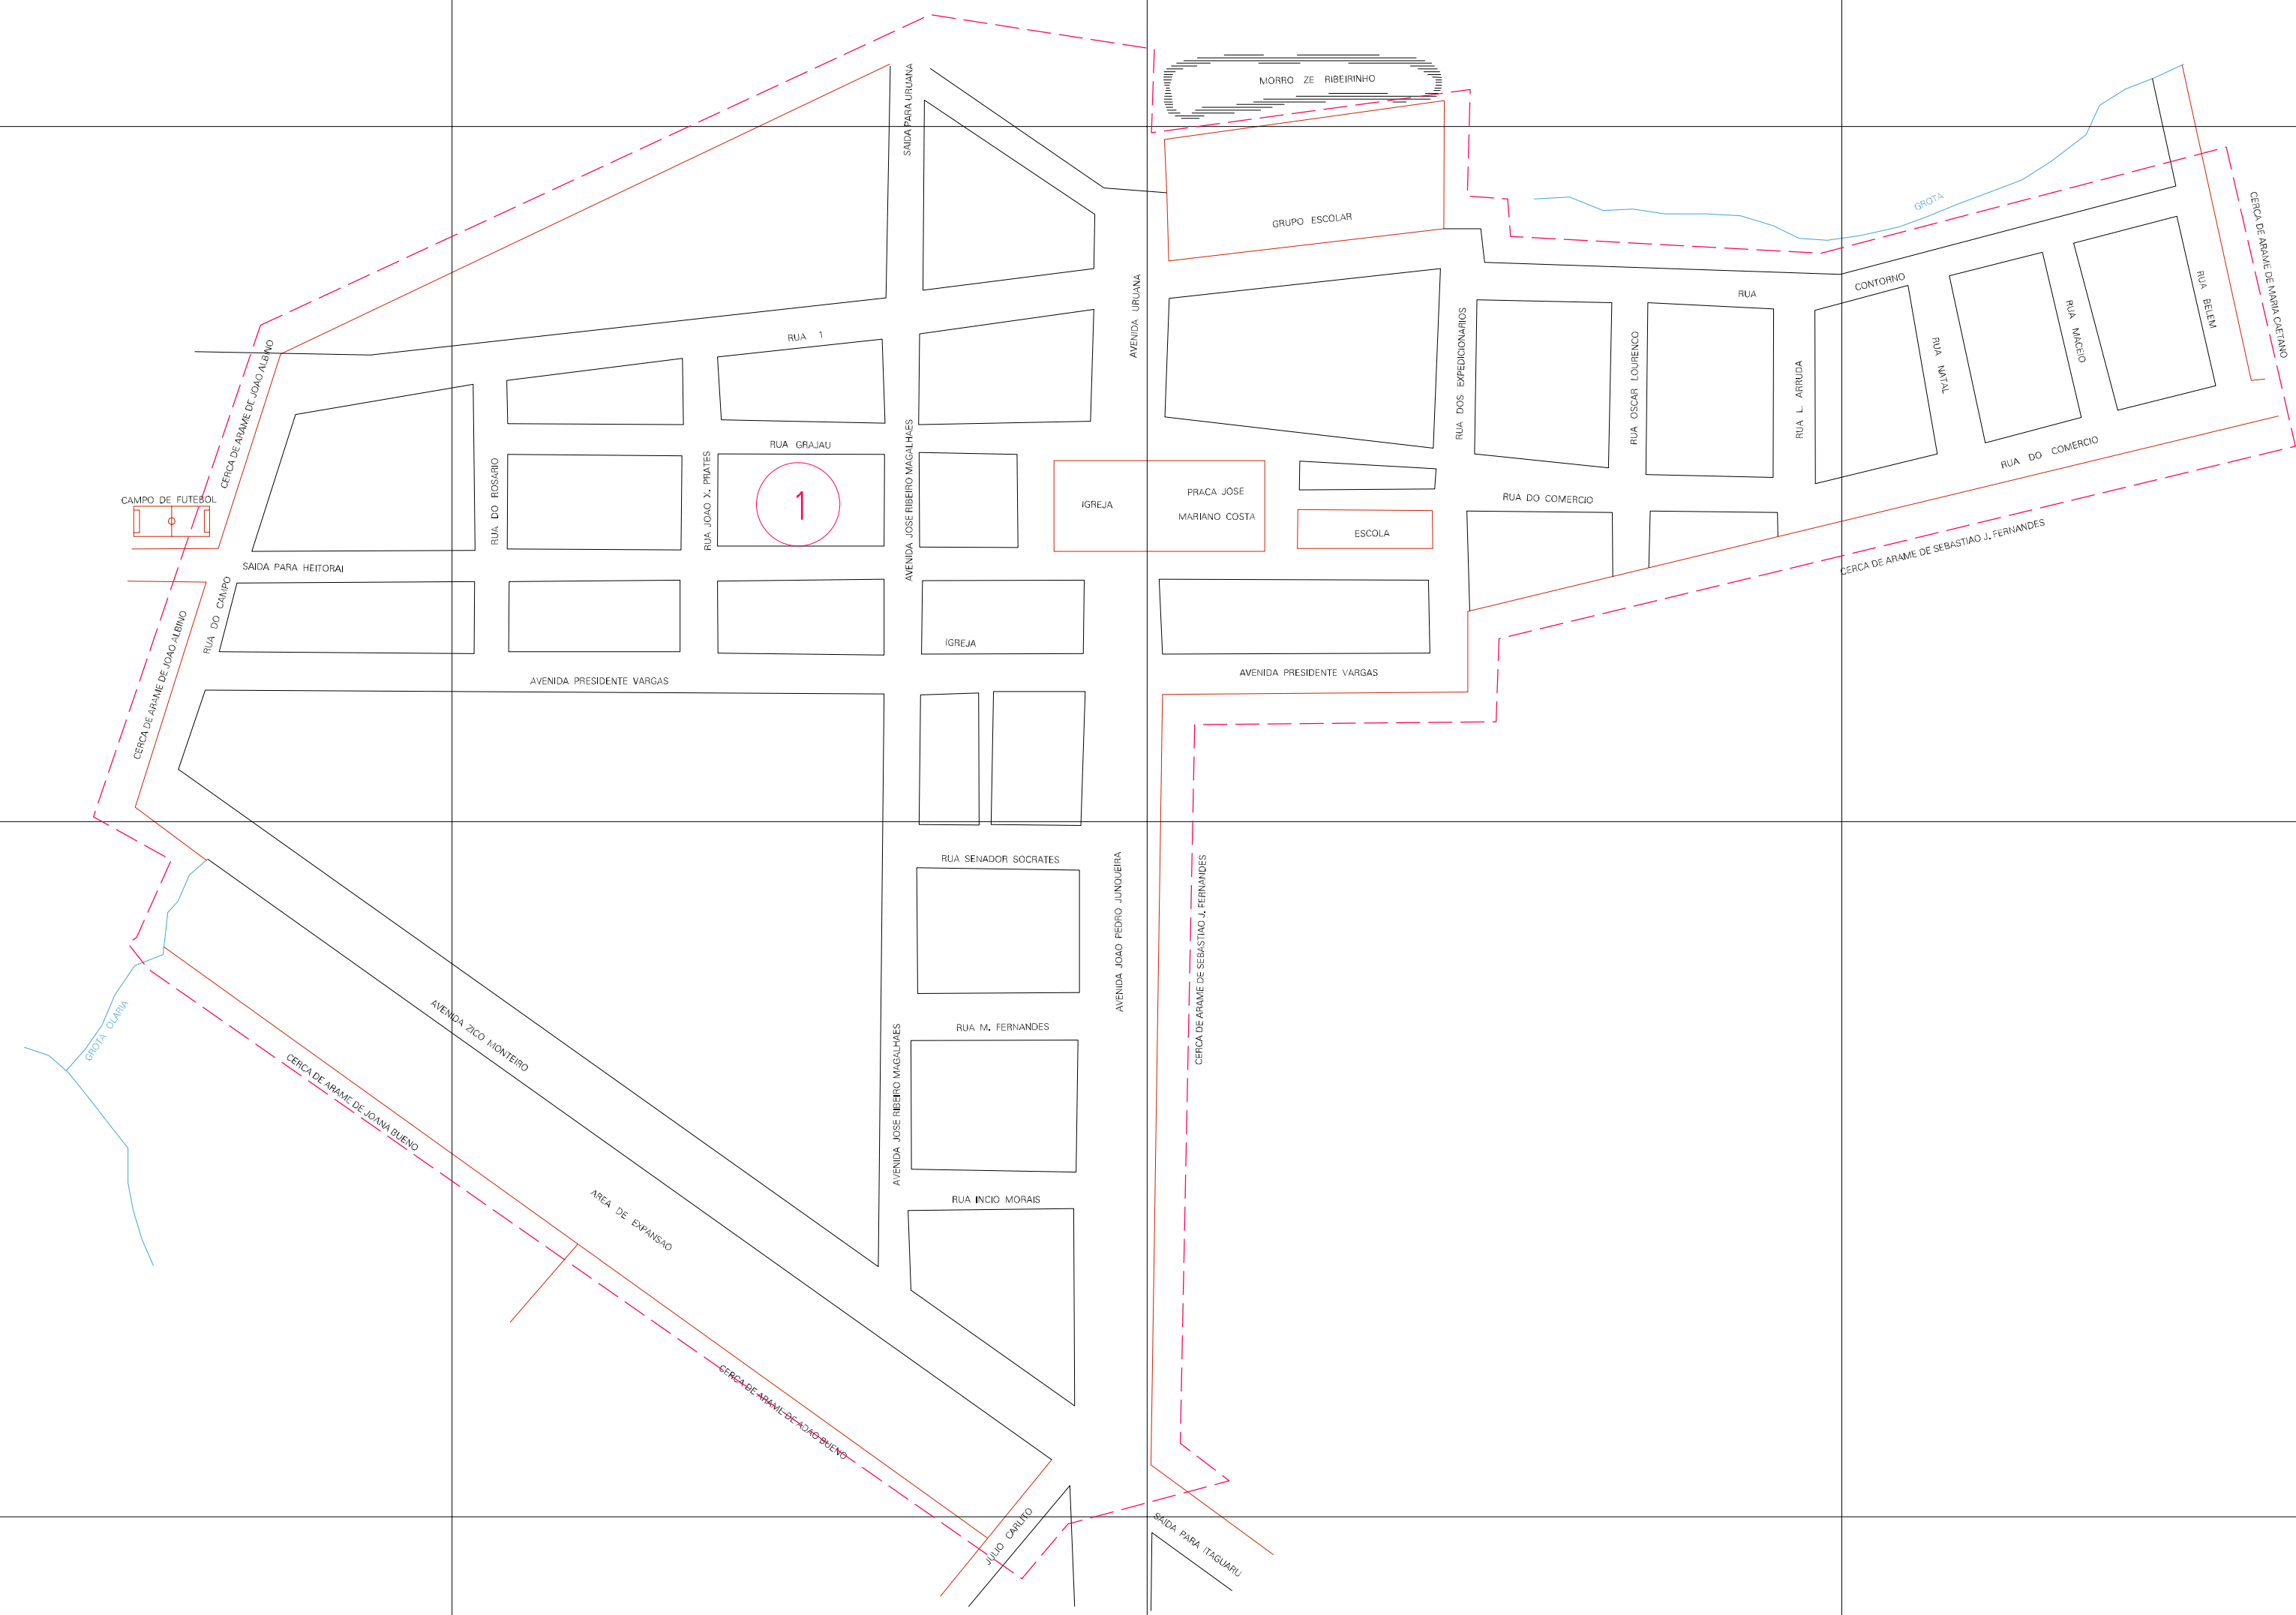 MORRO ZE RIBEIRINHO
SAIDA PARA URUANA
GROTA
GRUPO ESCOLAR
CERCA DE ARAME DE MARIA CAETANO
AVENIDA URUANA
CONTORNO
RUA
RUA BELEM
RUA MACEIO
RUA NATAL
RUA 1
RUA DOS EXPEDICIONARIOS
RUA OSCAR LOURENCO
RUA L. ARRUDA
CERCA DE ARAME DE JOAO ALBINO
RUA GRAJAU
RUA DO COMERCIO
CAMPO DE FUTEBOL
RUA DO ROSARIO
RUA JOAO X. PRATES
1
AVENIDA JOSE RIBEIRO MAGALHAES
IGREJA
PRACA JOSE
MARIANO COSTA
RUA DO COMERCIO
ESCOLA
CERCA DE ARAME DE SEBASTIAO J. FERNANDES
SAIDA PARA HEITORAI
RUA DO CAMPO
CERCA DE ARAME DE JOAO ALBINO
IGREJA
AVENIDA PRESIDENTE VARGAS
AVENIDA PRESIDENTE VARGAS
RUA SENADOR SOCRATES
AVENIDA JOAO PEDRO JUNQUEIRA
CERCA DE ARAME DE SEBASTIAO J. FERNANDES
GROTA OLARIA
AVENIDA ZICO MONTEIRO
RUA M. FERNANDES
CERCA DE ARAME DE JOANA BUENO
AVENIDA JOSE RIBEIRO MAGALHAES
RUA INCIO MORAIS
AREA DE EXPANSAO
CERCA DE ARAME DE ADAO BUENO
JULIO CARLITO
SAIDA PARA ITAGUARU